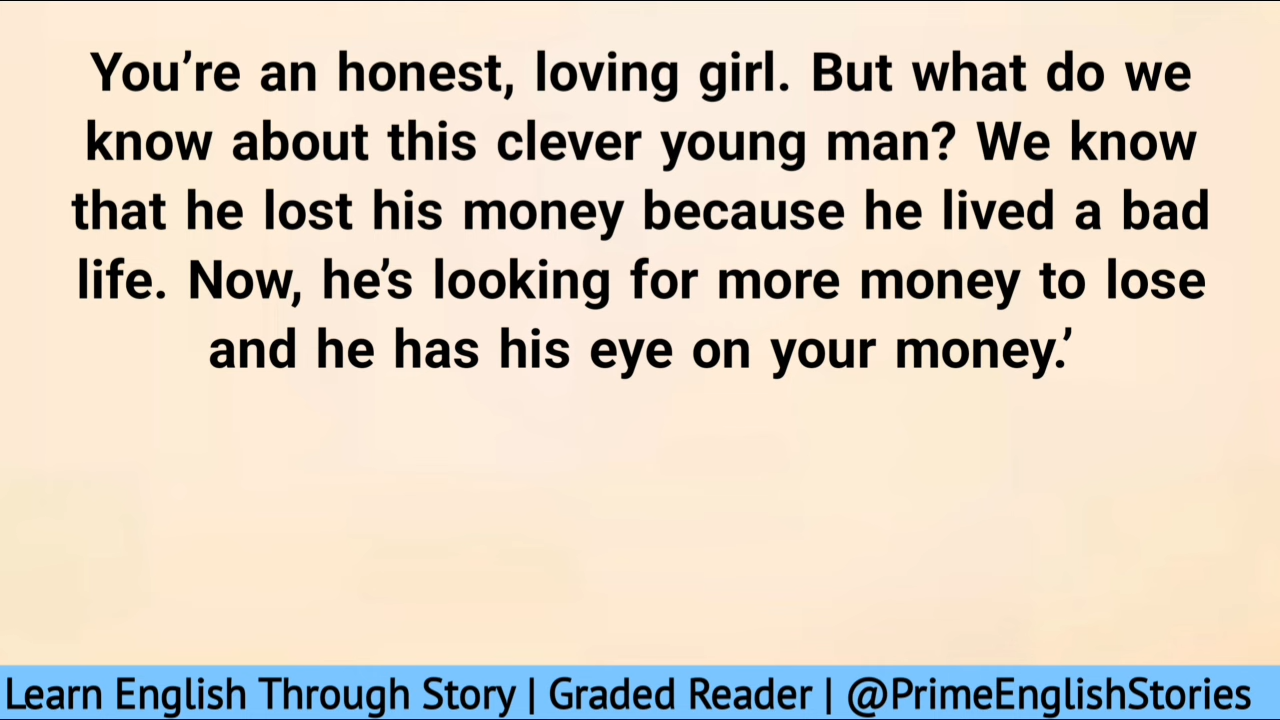 You’re an honest, loving girl. But what do we
know about this clever young man? We know
that he lost his money because he lived a bad
life. Now, he’s looking for more money to lose
and he has his eye on your money.’
Learn English Through Story | Graded Reader | @PrimeEnglishStories